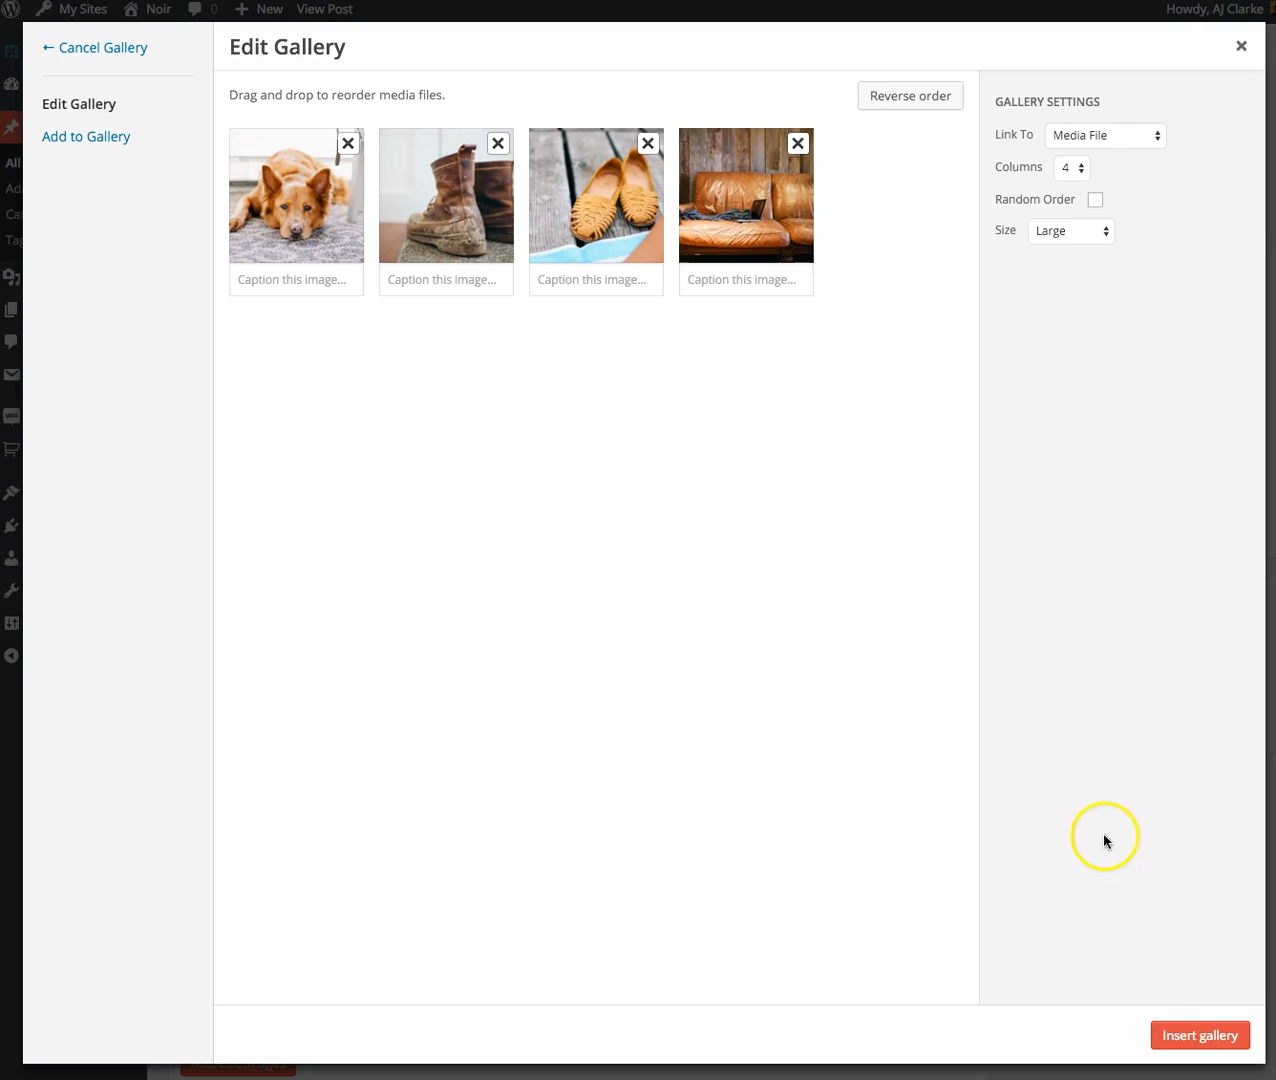 My Sites Noir 0 New View Post Howdy, AJ Clarke
← Cancel Gallery
Edit Gallery
Add to Gallery
Edit Gallery
Drag and drop to reorder media files.
Reverse order
Caption this image...
Caption this image...
Caption this image...
Caption this image...
GALLERY SETTINGS
Link To Media File
Columns 4
Random Order
Size Large
All
Insert gallery